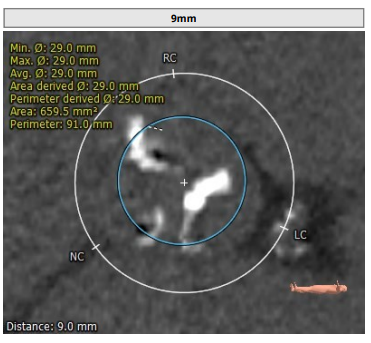 9mm
RC
Min. Ø: 29.0 mm
Max. Ø: 29.0 mm
Avg. Ø: 29.0 mm
Area derived Ø: 29.0 mm
Perimeter derived Ø: 29.0 mm
Area: 659.5 mm²
Perimeter: 91.0 mm
LC
NC
Distance: 9.0 mm